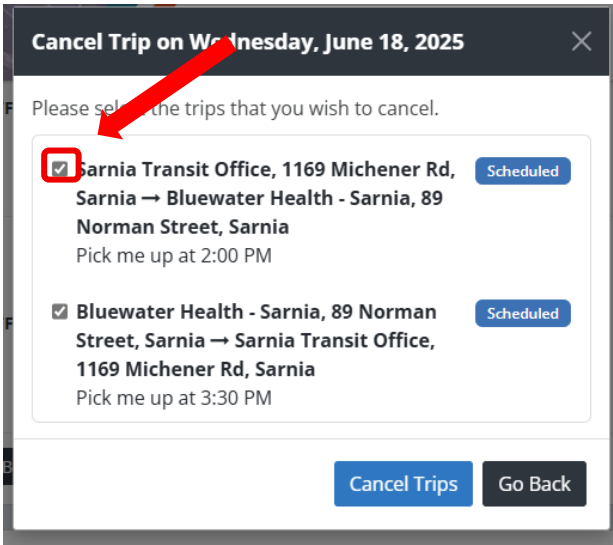 Cancel Trip on Wednesday, June 18, 2025
Please select the trips that you wish to cancel.
Sarnia Transit Office, 1169 Michener Rd,
Scheduled
Sarnia → Bluewater Health - Sarnia, 89
Norman Street, Sarnia
Pick me up at 2:00 PM
Bluewater Health - Sarnia, 89 Norman
Scheduled
Street, Sarnia → Sarnia Transit Office,
1169 Michener Rd, Sarnia
Pick me up at 3:30 PM
Cancel Trips
Go Back